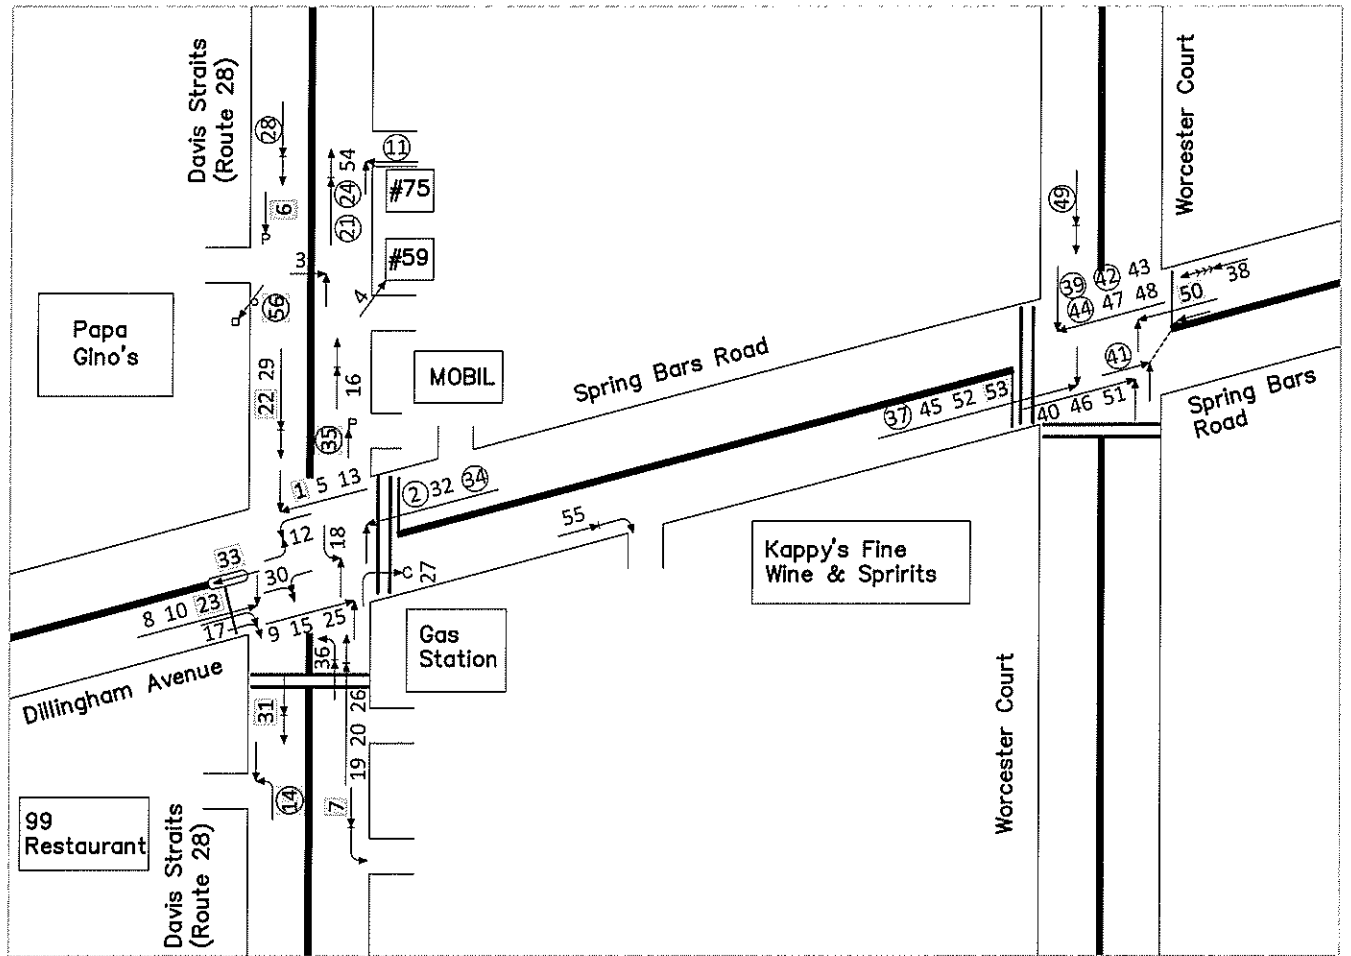 Davis Straits
(Route 28)
28
6
54
11
24
21
#75
3
#59
4
56
Papa
Gino's
29
22
16
35
MOBIL
Spring Bars Road
1 5 13
2 32 34
12
18
33
30
27
8 10 23
17
9 15 25
36
55
Kappy's Fine
Wine & Spririts
Gas
Station
Dillingham Avenue
31
26
20
19
14
7
99
Restaurant
Davis Straits
(Route 28)
Worcester Court
49
39 42 43
44 47 48
50
38
41
37 45 52 53
40 46 51
Spring Bars
Road
Worcester Court